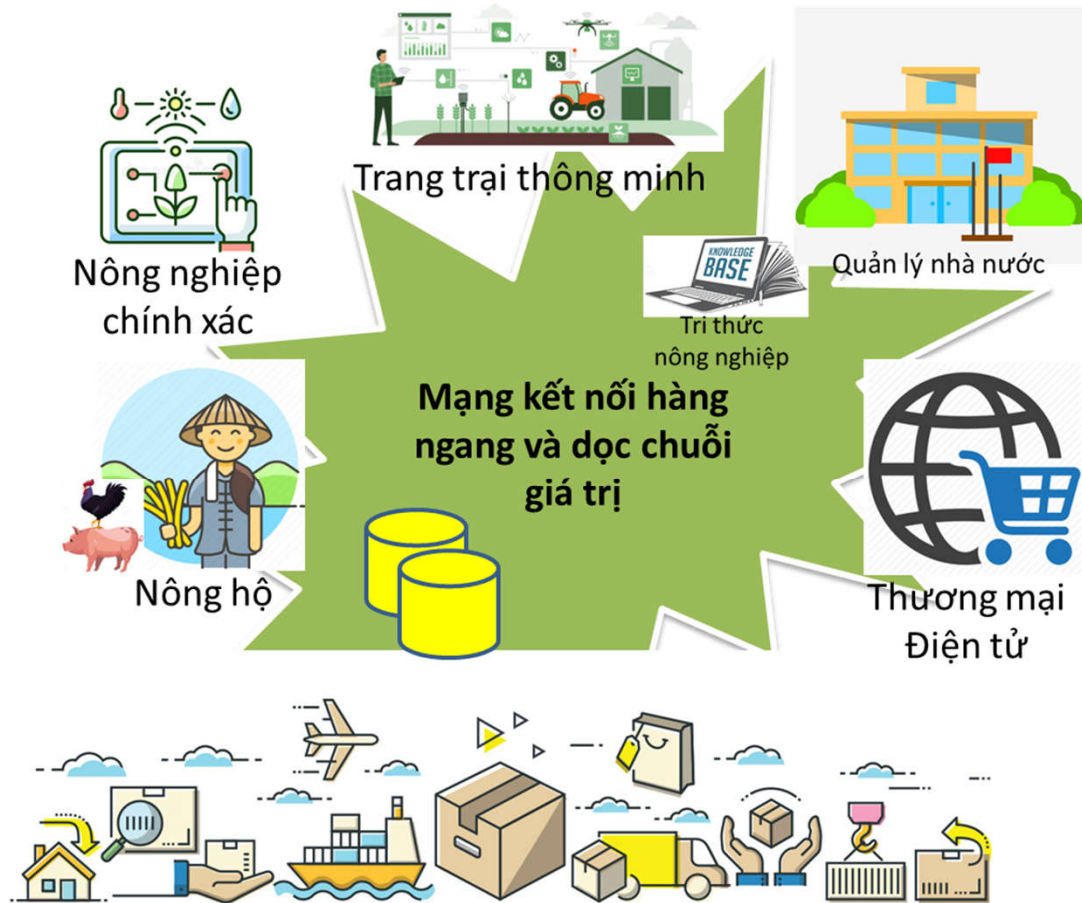 Trang trại thông minh
Nông nghiệp
chính xác
Quản lý nhà nước
KNOWLEDGE
BASE
Tri thức
nông nghiệp
Mạng kết nối hàng
ngang và dọc chuỗi
giá trị
Nông hộ
Thương mại
Điện tử